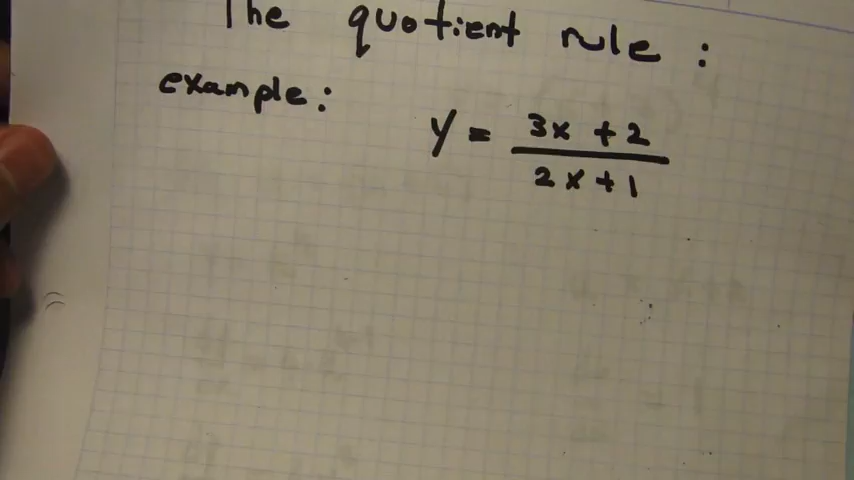 The quotient rule :
example:
y = 3x + 2
2x + 1